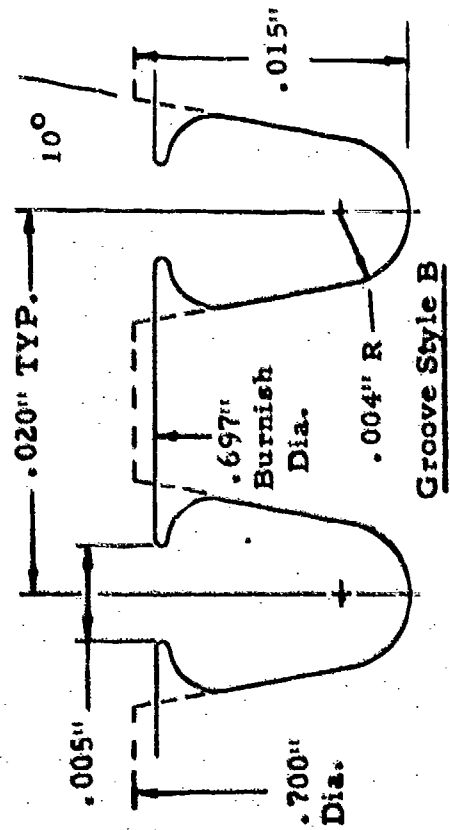 .020" TYP.
10°
.015"
.005"
.697"
Burnish
Dia.
.004" R
.700"
Dia.
Groove Style B